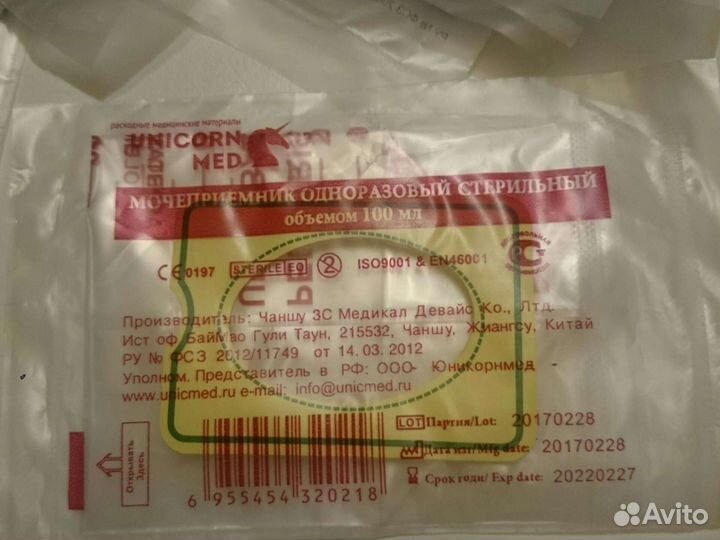 расходные медицинские материалы
UNICORN
MED
МОЧЕПРИЕМНИК ОДНОРАЗОВЫЙ СТЕРИЛЬНЫЙ
объемом 100 мл
CE 0197 STERILE EO 2 ISO9001 & EN46001
Производитель: Чаншу ЗС Медикал Девайс Ко., Лтд.
Ист оф БайМао Гули Таун, 215532, Чаншу, Жиангсу, Китай
РУ № ФСЗ 2012/11749 от 14. 03. 2012
Уполном. Представитель в РФ: ООО- Юникорнмед
www.unicmed.ru e-mail: info@unicmed.ru
LOT Партия/Lot: 20170228
Дата изг/Mfg date: 20170228
Срок годн/ Exp date: 20220227
Открывать
Здесь
6 955454 320218
Avito